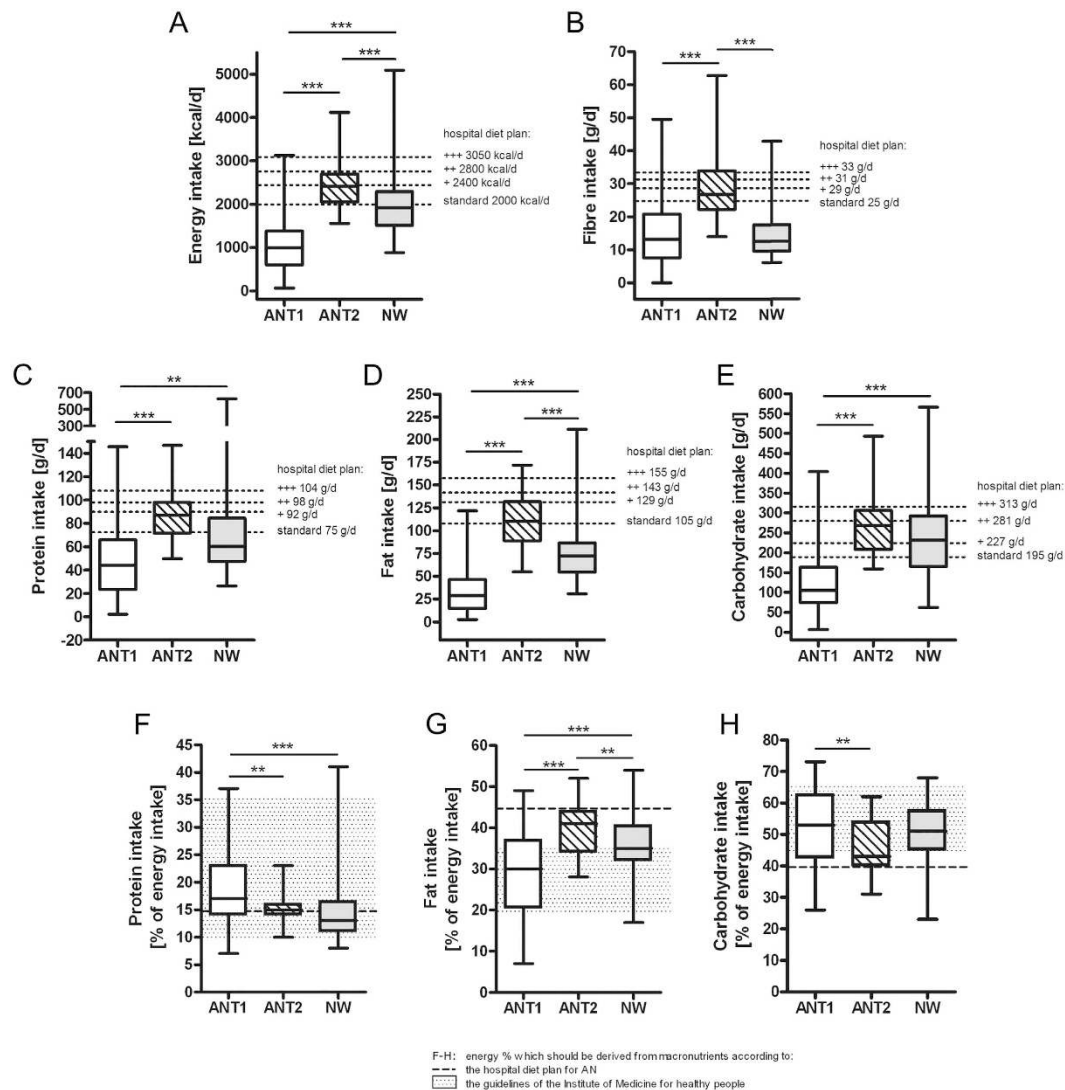 A
***
***
***
Energy intake [kcal/d]
5000
4000
3000
2000
1000
0
hospital diet plan:
+++ 3050 kcal/d
++ 2800 kcal/d
+ 2400 kcal/d
standard 2000 kcal/d
ANT1 ANT2 NW
B
***
***
Fibre intake [g/d]
70
60
50
40
30
20
10
0
hospital diet plan:
+++ 33 g/d
++ 31 g/d
+ 29 g/d
standard 25 g/d
ANT1 ANT2 NW
C
**
***
Protein intake [g/d]
700
500
300
140
120
100
80
60
40
20
0
-20
hospital diet plan:
+++ 104 g/d
++ 98 g/d
+ 92 g/d
standard 75 g/d
ANT1 ANT2 NW
D
***
***
***
Fat intake [g/d]
250
225
200
175
150
125
100
75
50
25
0
hospital diet plan:
+++ 155 g/d
++ 143 g/d
+ 129 g/d
standard 105 g/d
ANT1 ANT2 NW
E
***
***
Carbohydrate intake [g/d]
600
550
500
450
400
350
300
250
200
150
100
50
0
hospital diet plan:
+++ 313 g/d
++ 281 g/d
+ 227 g/d
standard 195 g/d
ANT1 ANT2 NW
F
***
**
Protein intake
[% of energy intake]
45
40
35
30
25
20
15
10
5
0
ANT1 ANT2 NW
G
***
***
**
Fat intake
[% of energy intake]
60
50
40
30
20
10
0
ANT1 ANT2 NW
H
**
Carbohydrate intake
[% of energy intake]
80
70
60
50
40
30
20
10
0
ANT1 ANT2 NW
F-H: energy % which should be derived from macronutrients according to:
the hospital diet plan for AN
the guidelines of the Institute of Medicine for healthy people